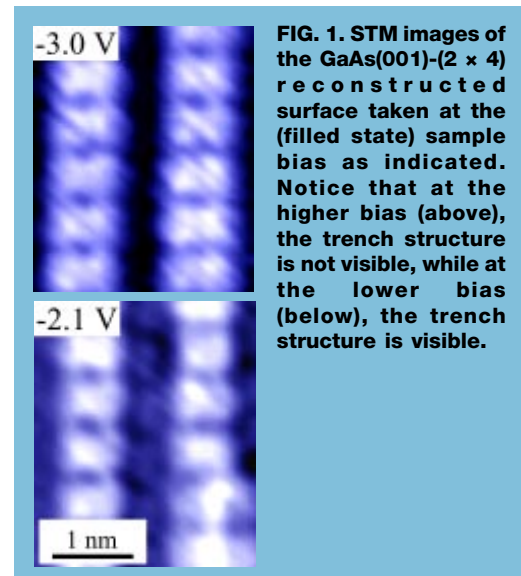 -3.0 V
FIG. 1. STM images of
the GaAs(001)-(2 × 4)
reconstructed
surface taken at the
(filled state) sample
bias as indicated.
Notice that at the
higher bias (above),
the trench structure
is not visible, while at
the lower bias
(below), the trench
structure is visible.
-2.1 V
1 nm